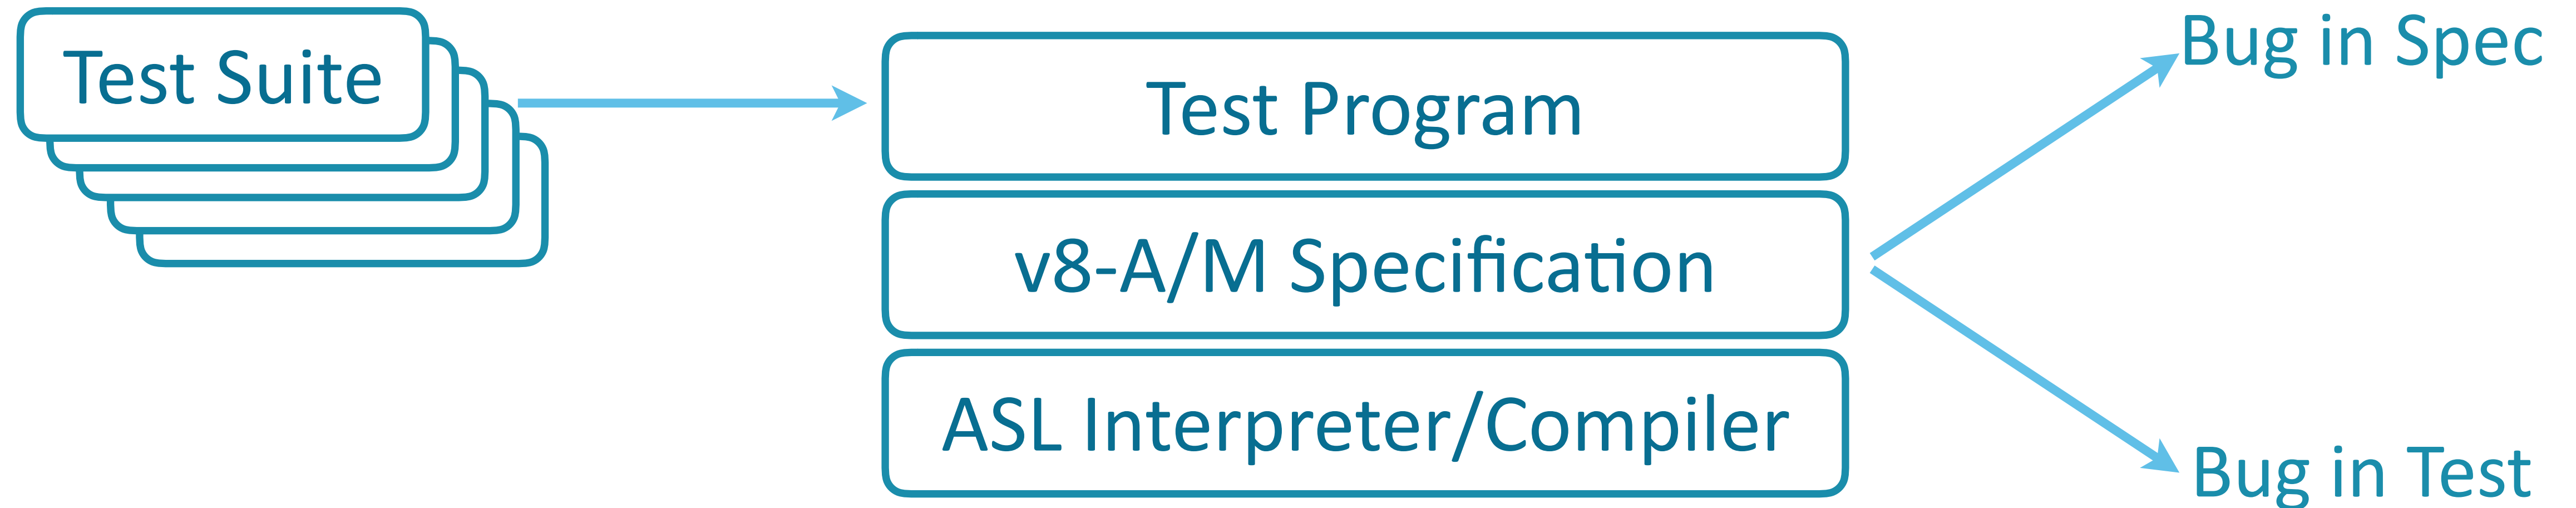 Test Suite
Test Program
v8-A/M Specification
ASL Interpreter/Compiler
Bug in Spec
Bug in Test